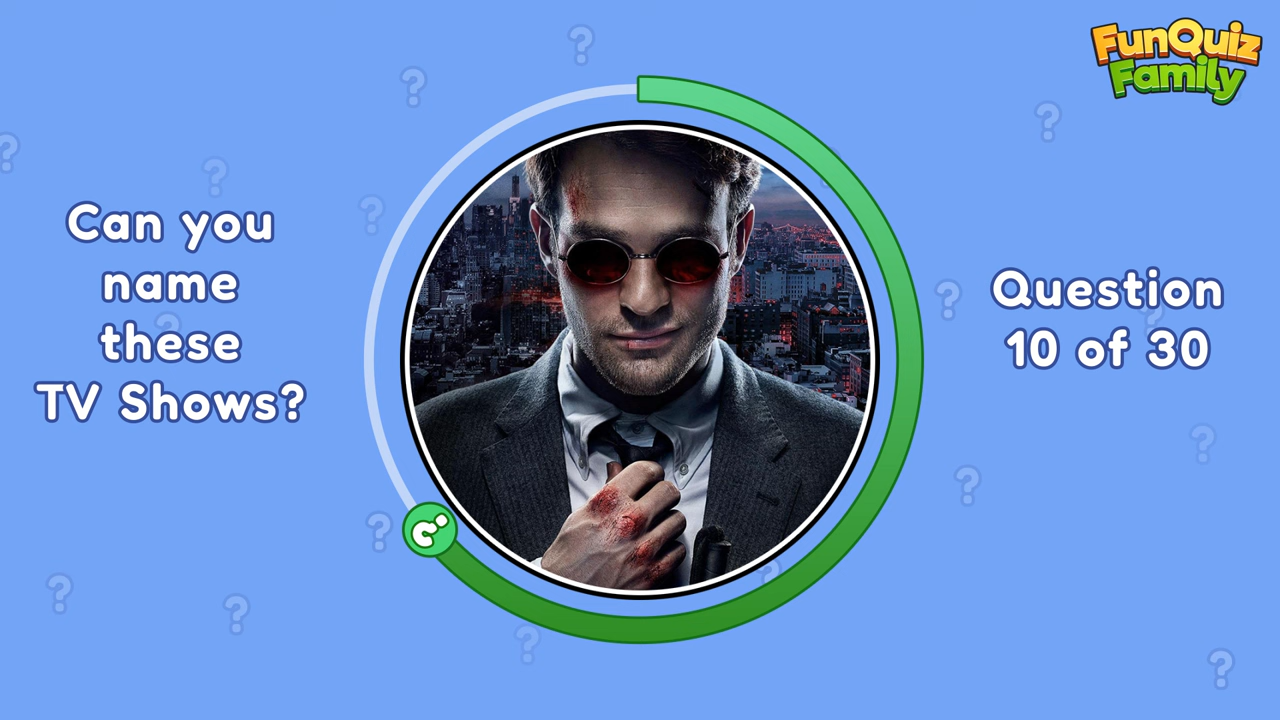 FunQuiz
Family
Can you
name
these
TV Shows?
Question
10 of 30